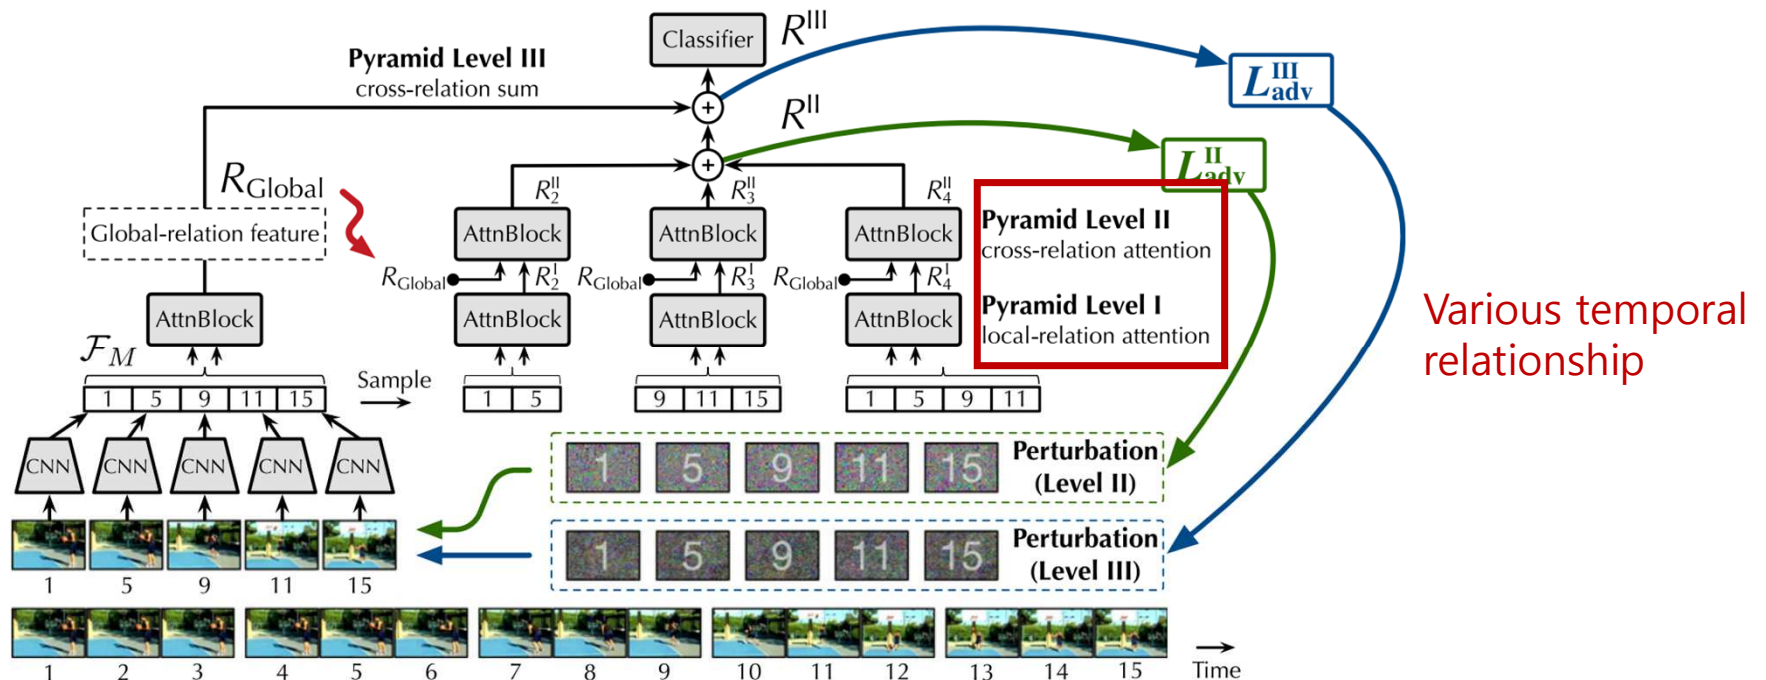 Classifier
R^III
Pyramid Level III
cross-relation sum
L^III_adv
+
R^II
+
L^II_adv
R_Global
R^II_2
R^II_3
R^II_4
Global-relation feature
AttnBlock
AttnBlock
AttnBlock
Pyramid Level II
cross-relation attention
R_Global
R^I_2
R_Global
R^I_3
R_Global
R^I_4
AttnBlock
AttnBlock
AttnBlock
AttnBlock
Pyramid Level I
local-relation attention
Various temporal
relationship
F_M
Sample
1 5 9 11 15
1 5
9 11 15
1 5 9 11
CNN CNN CNN CNN CNN
1 5 9 11 15
Perturbation
(Level II)
1 5 9 11 15
Perturbation
(Level III)
1 5 9 11 15
1 2 3 4 5 6 7 8 9 10 11 12 13 14 15
Time